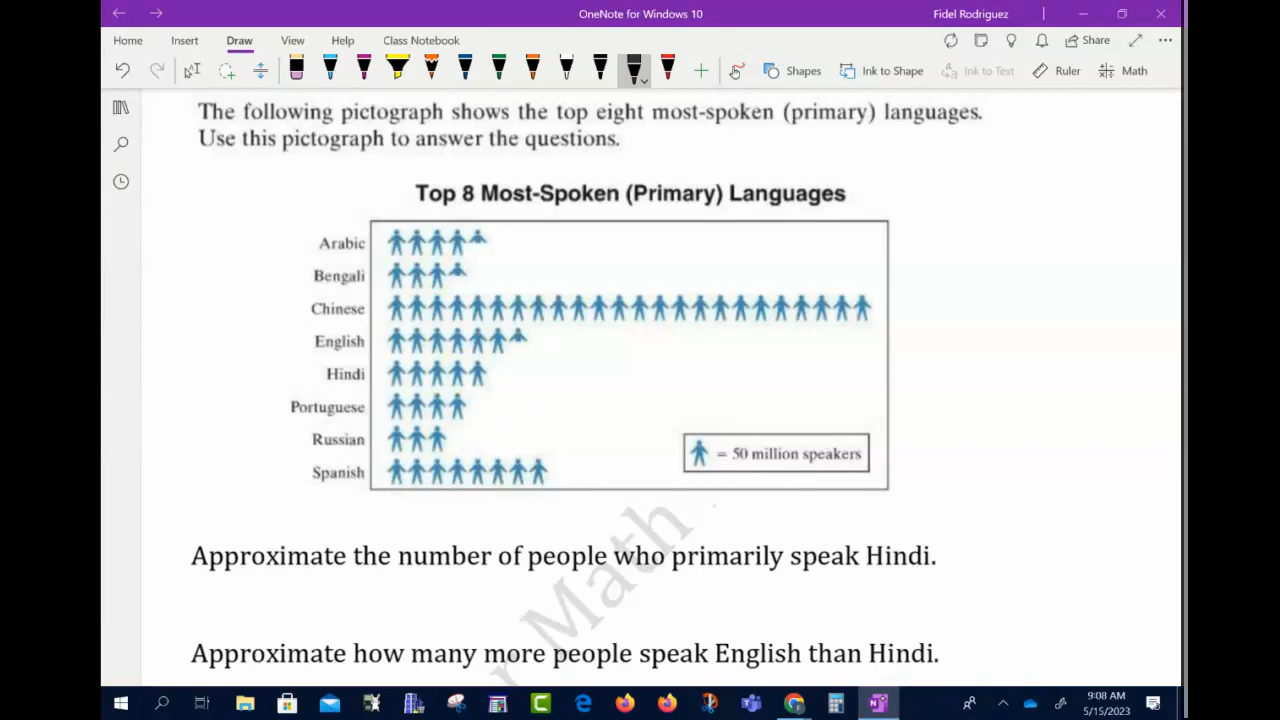 OneNote for Windows 10
Fidel Rodriguez
Home Insert Draw View Help Class Notebook
Share
Shapes Ink to Shape Ink to Text Ruler Math
The following pictograph shows the top eight most-spoken (primary) languages.
Use this pictograph to answer the questions.
Top 8 Most-Spoken (Primary) Languages
Arabic
Bengali
Chinese
English
Hindi
Portuguese
Russian
Spanish
= 50 million speakers
Approximate the number of people who primarily speak Hindi.
r Math
Approximate how many more people speak English than Hindi.
9:08 AM
5/15/2023